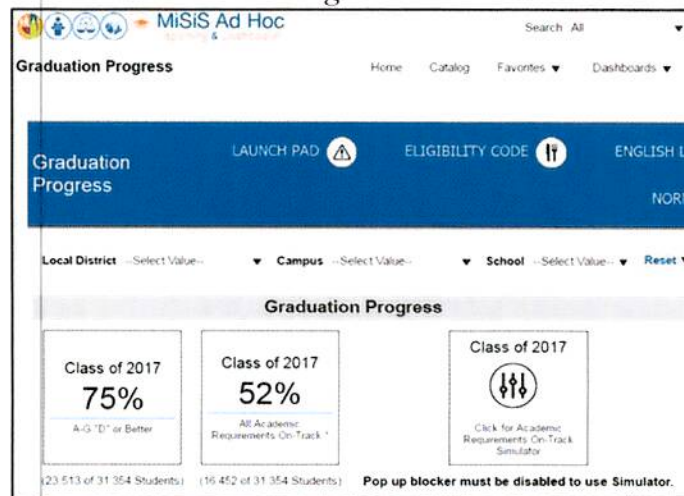 MiSiS Ad Hoc
Search All
Graduation Progress
Home Catalog Favorites Dashboards
Graduation
Progress
LAUNCH PAD
ELIGIBILITY CODE
ENGLISH L
NOR
Local District --Select Value--
Campus --Select Value--
School --Select Value--
Reset
Graduation Progress
Class of 2017
75%
A-G "D" or Better
(23 513 of 31 354 Students)
Class of 2017
52%
All Academic
Requirements On-Track *
(16 452 of 31 354 Students)
Class of 2017
Click for Academic
Requirements On-Track
Simulator
Pop up blocker must be disabled to use Simulator.